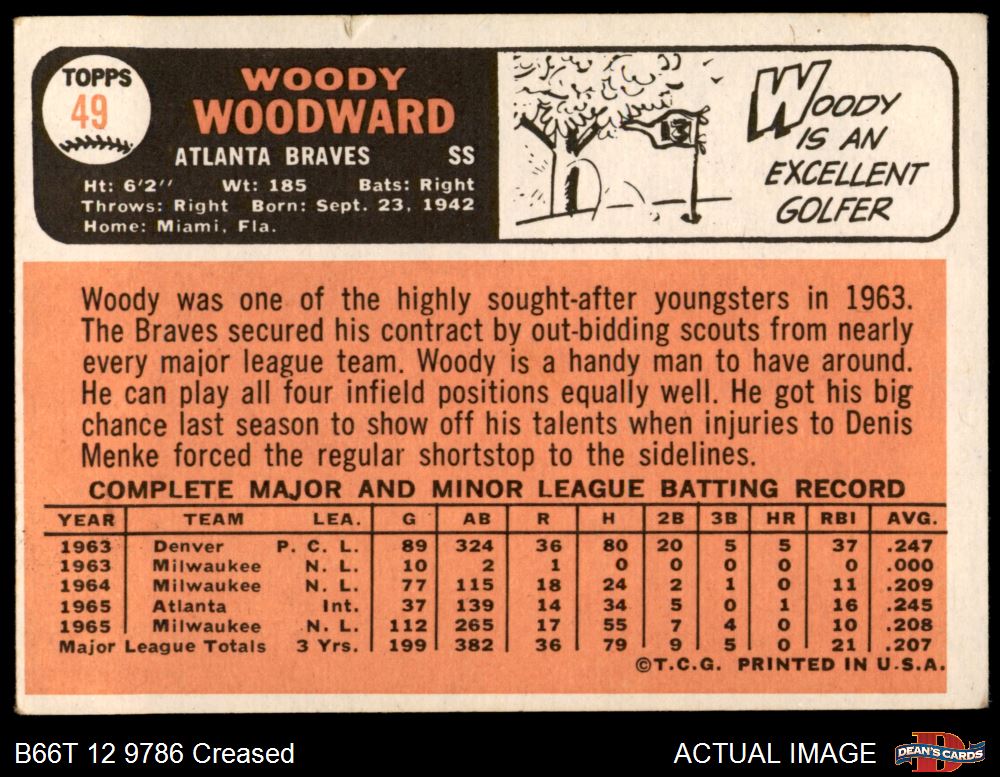 TOPPS
49
WOODY
WOODWARD
ATLANTA BRAVES SS
Ht: 6'2" Wt: 185 Bats: Right
Throws: Right Born: Sept. 23, 1942
Home: Miami, Fla.
WOODY
IS AN
EXCELLENT
GOLFER
Woody was one of the highly sought-after youngsters in 1963.
The Braves secured his contract by out-bidding scouts from nearly
every major league team. Woody is a handy man to have around.
He can play all four infield positions equally well. He got his big
chance last season to show off his talents when injuries to Denis
Menke forced the regular shortstop to the sidelines.
COMPLETE MAJOR AND MINOR LEAGUE BATTING RECORD
YEAR TEAM LEA. G AB R H 2B 3B HR RBI AVG.
1963 Denver P. C. L. 89 324 36 80 20 5 5 37 .247
1963 Milwaukee N. L. 10 2 1 0 0 0 0 0 .000
1964 Milwaukee N. L. 77 115 18 24 2 1 0 11 .209
1965 Atlanta Int. 37 139 14 34 5 0 1 16 .245
1965 Milwaukee N. L. 112 265 17 55 7 4 0 10 .208
Major League Totals 3 Yrs. 199 382 36 79 9 5 0 21 .207
©T.C.G. PRINTED IN U.S.A.
B66T 12 9786 Creased
ACTUAL IMAGE
DEAN'S CARDS